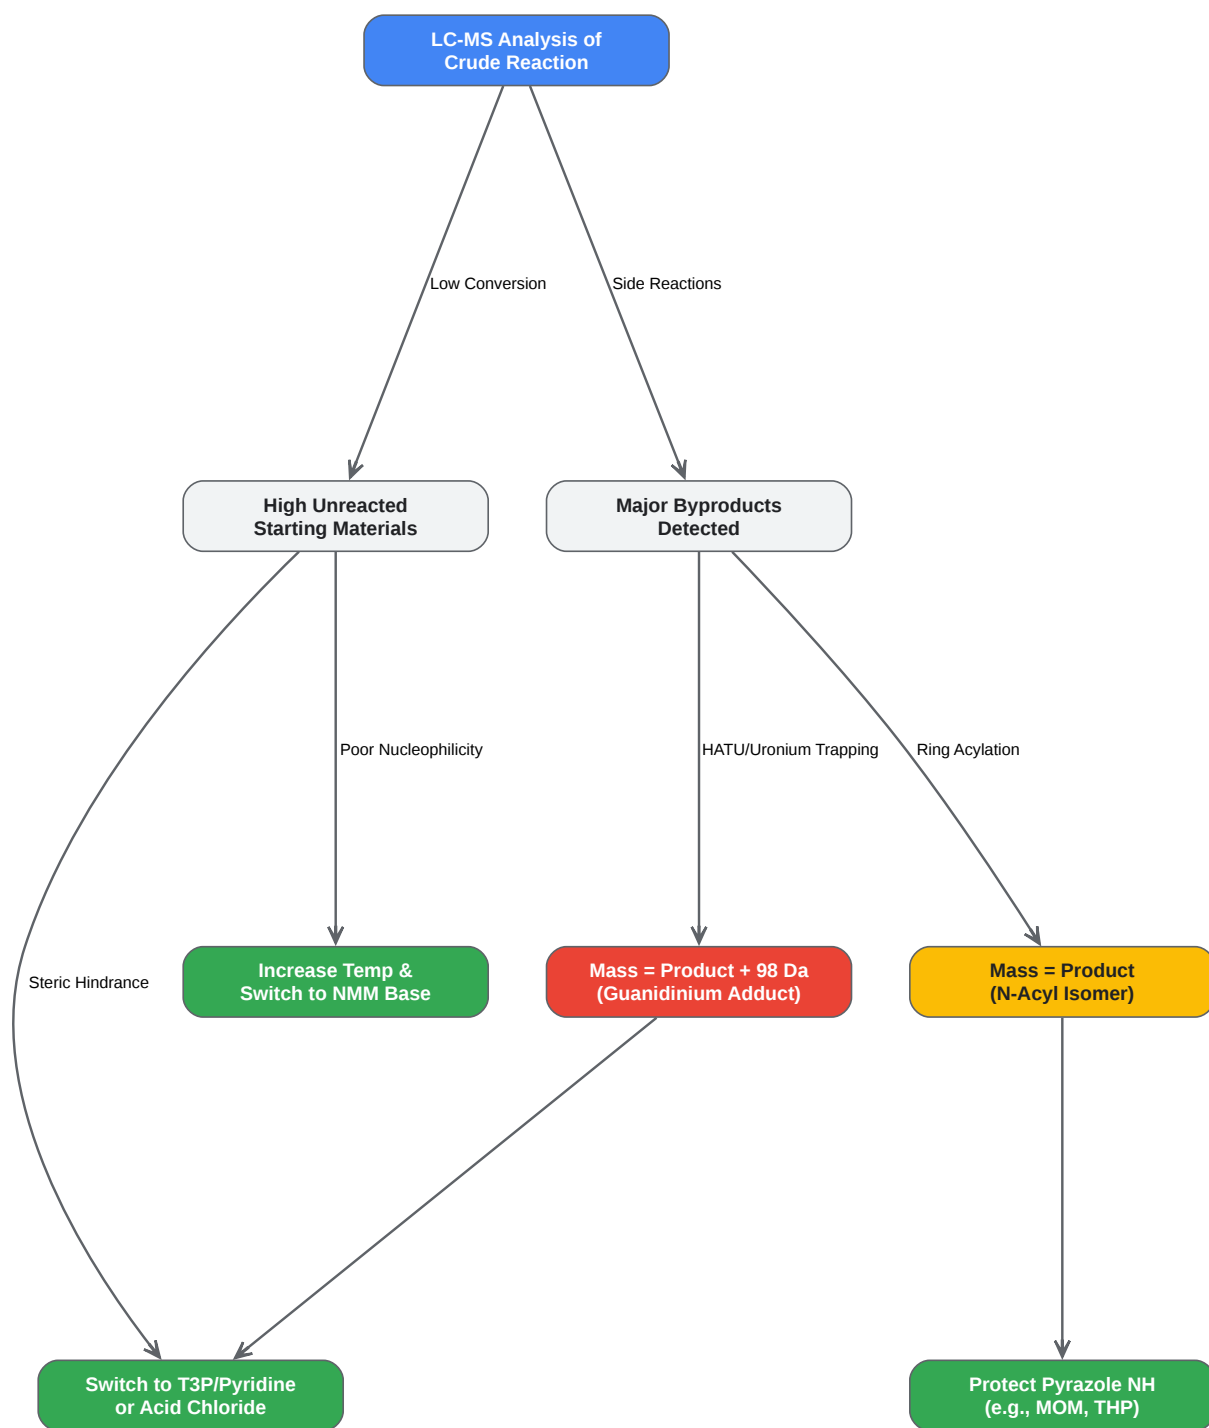 LC-MS Analysis of
Crude Reaction
Low Conversion
Side Reactions
High Unreacted
Starting Materials
Major Byproducts
Detected
Poor Nucleophilicity
HATU/Uronium Trapping
Ring Acylation
Steric Hindrance
Increase Temp &
Switch to NMM Base
Mass = Product + 98 Da
(Guanidinium Adduct)
Mass = Product
(N-Acyl Isomer)
Switch to T3P/Pyridine
or Acid Chloride
Protect Pyrazole NH
(e.g., MOM, THP)